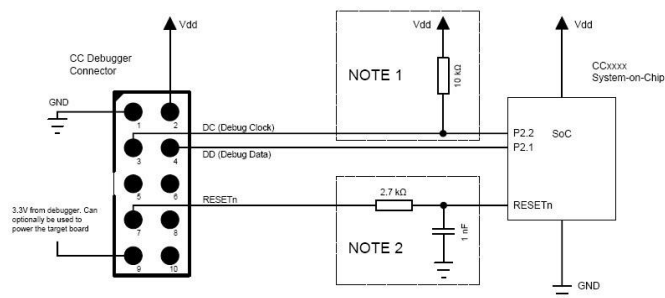 Vdd
Vdd
Vdd
CC Debugger
Connector
NOTE 1
10 kΩ
CCxxxx
System-on-Chip
GND
1
2
DC (Debug Clock)
P2.2
SoC
3
4
DD (Debug Data)
P2.1
5
6
2.7 kΩ
3.3V from debugger. Can
optionally be used to
power the target board
RESETn
RESETn
7
8
1 nF
NOTE 2
9
10
GND